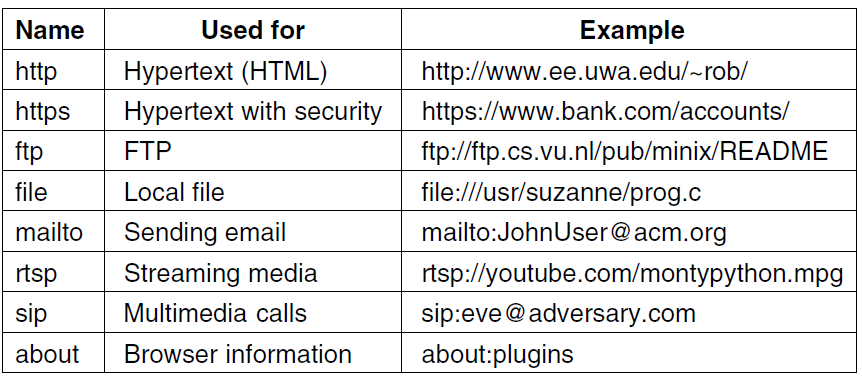 Name Used for Example
http Hypertext (HTML) http://www.ee.uwa.edu/~rob/
https Hypertext with security https://www.bank.com/accounts/
ftp FTP ftp://ftp.cs.vu.nl/pub/minix/README
file Local file file:///usr/suzanne/prog.c
mailto Sending email mailto:JohnUser@acm.org
rtsp Streaming media rtsp://youtube.com/montypython.mpg
sip Multimedia calls sip:eve@adversary.com
about Browser information about:plugins